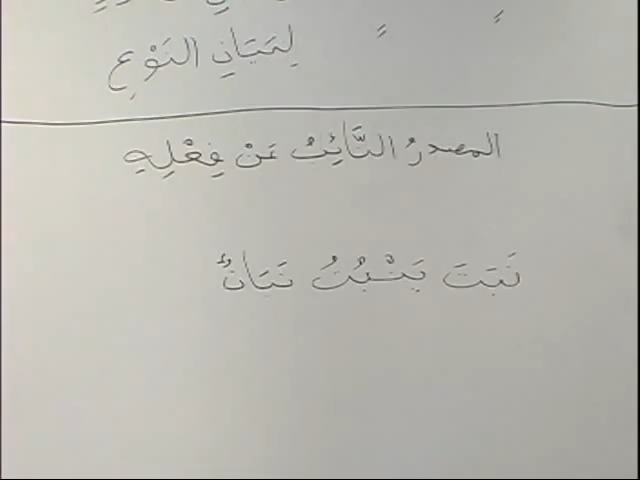 لِبَيَانِ النَوْعِ
المصدرُ النَّائِبُ عَنْ فِعْلِهِ
نَبَتَ يَنْبُتُ نَبَاتٌ